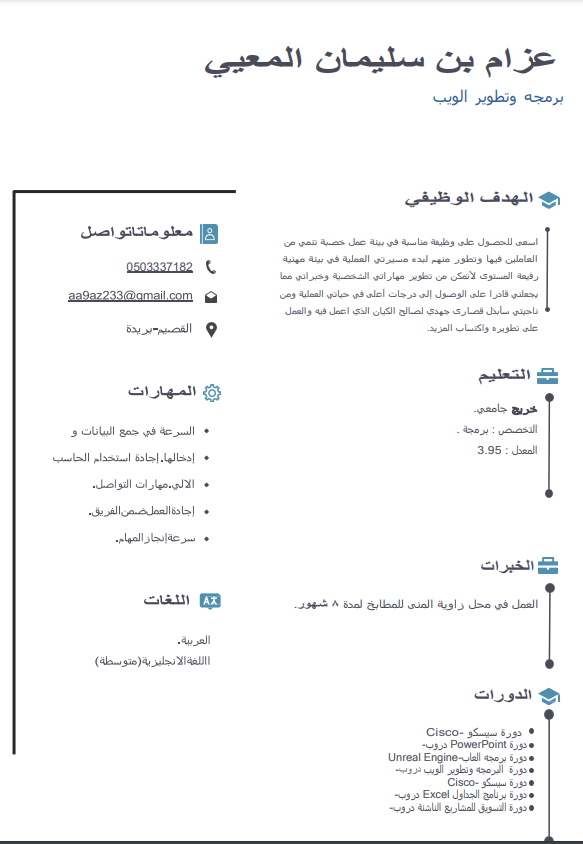 عزام بن سليمان المعيي
برمجه وتطوير الويب
الهدف الوظيفي
اسعى للحصول على وظيفة مناسبة في بيئة عمل خصبة تنمي من
العاملين فيها وتطور منهم لبدء مسيرتي العملية في بيئة مهنية
رفيعة المستوى لأتمكن من تطوير مهاراتي الشخصية وخبراتي مما
يجعلني قادرا على الوصول إلى درجات أعلى في حياتي العملية ومن
ناحيتي سأبذل قصارى جهدي لصالح الكيان الذي اعمل فيه والعمل
على تطويره واكتساب المزيد.
التعليم
خريج جامعي.
التخصص : برمجة .
المعدل : 3.95
الخبرات
العمل في محل زاوية المنى للمطابخ لمدة ٨ شهور.
الدورات
دورة سيسكو -Cisco
دورة PowerPoint دروب-
دورة برمجه العاب-Unreal Engine
دورة البرمجه وتطوير الويب دروب-
دورة سيسكو -Cisco
دورة برنامج الجداول Excel دروب-
دورة التسويق للمشاريع الناشئة دروب-
معلوماتاتواصل
0503337182
aa9az233@gmail.com
القصيم-بريدة
المهارات
السرعة في جمع البيانات و
إدخالها.إجادة استخدام الحاسب
الالي.مهارات التواصل.
إجادةالعملضمنالفريق.
سرعةإنجازالمهام.
اللغات
العربية.
االلغةالانجليزية(متوسطة)